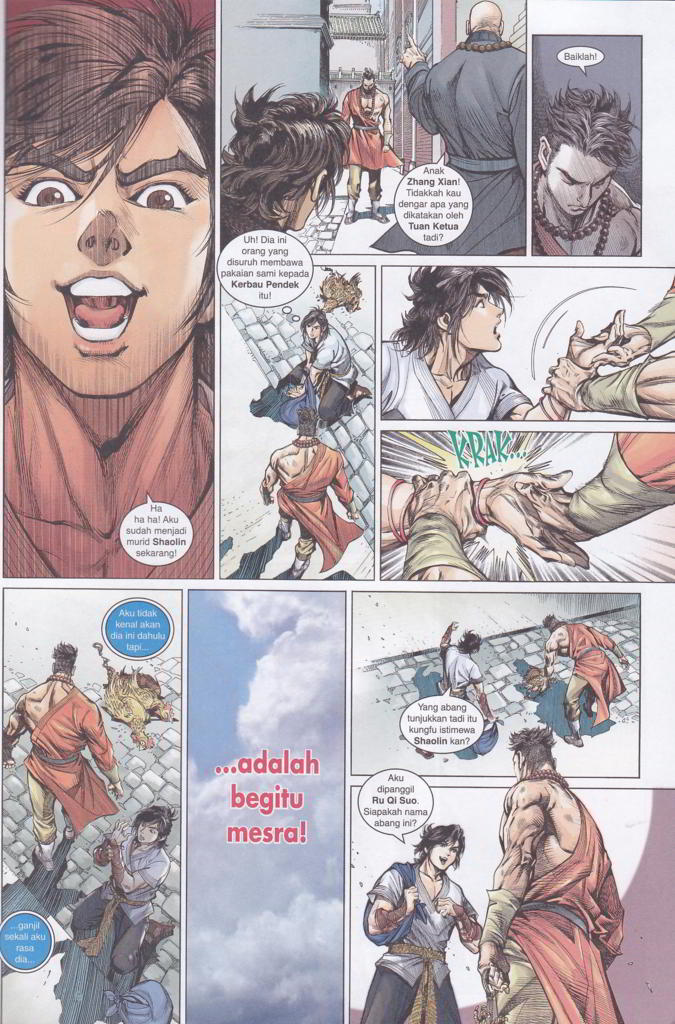 Ha
ha ha! Aku
sudah menjadi
murid Shaolin
sekarang!
Anak
Zhang Xian!
Tidakkah kau
dengar apa yang
dikatakan oleh
Tuan Ketua
tadi?
Baiklah!
Uh! Dia ini
orang yang
disuruh membawa
pakaian sami kepada
Kerbau Pendek
itu!
KRAK...
Aku tidak
kenal akan
dia ini dahulu
tapi...
...ganjil
sekali aku
rasa
dia...
...adalah
begitu
mesra!
Yang abang
tunjukkan tadi itu
kungfu istimewa
Shaolin kan?
Aku
dipanggil
Ru Qi Suo.
Siapakah nama
abang ini?